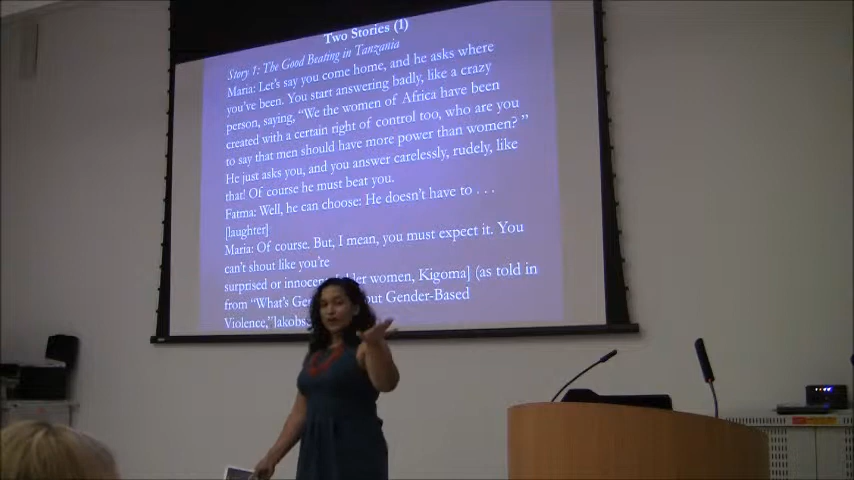 Two Stories (1)
Story 1: The Good Beating in Tanzania
Maria: Let's say you come home, and he asks where
you've been. You start answering badly, like a crazy
person, saying, "We the women of Africa have been
created with a certain right of control too, who are you
to say that men should have more power than women?"
He just asks you, and you answer carelessly, rudely, like
that! Of course he must beat you.
Fatma: Well, he can choose: He doesn't have to . . .
[laughter]
Maria: Of course. But, I mean, you must expect it. You
can't shout like you're
surprised or innocent women, Kigoma] (as told in
from "What's Gender-Based
Violence,"